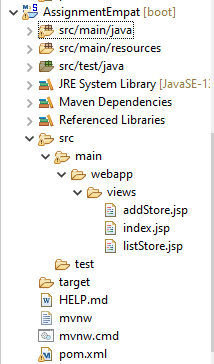 AssignmentEmpat [boot]
src/main/java
src/main/resources
src/test/java
JRE System Library [JavaSE-1
Maven Dependencies
Referenced Libraries
src
main
webapp
views
addStore.jsp
index.jsp
listStore.jsp
test
target
HELP.md
mvnw
mvnw.cmd
pom.xml